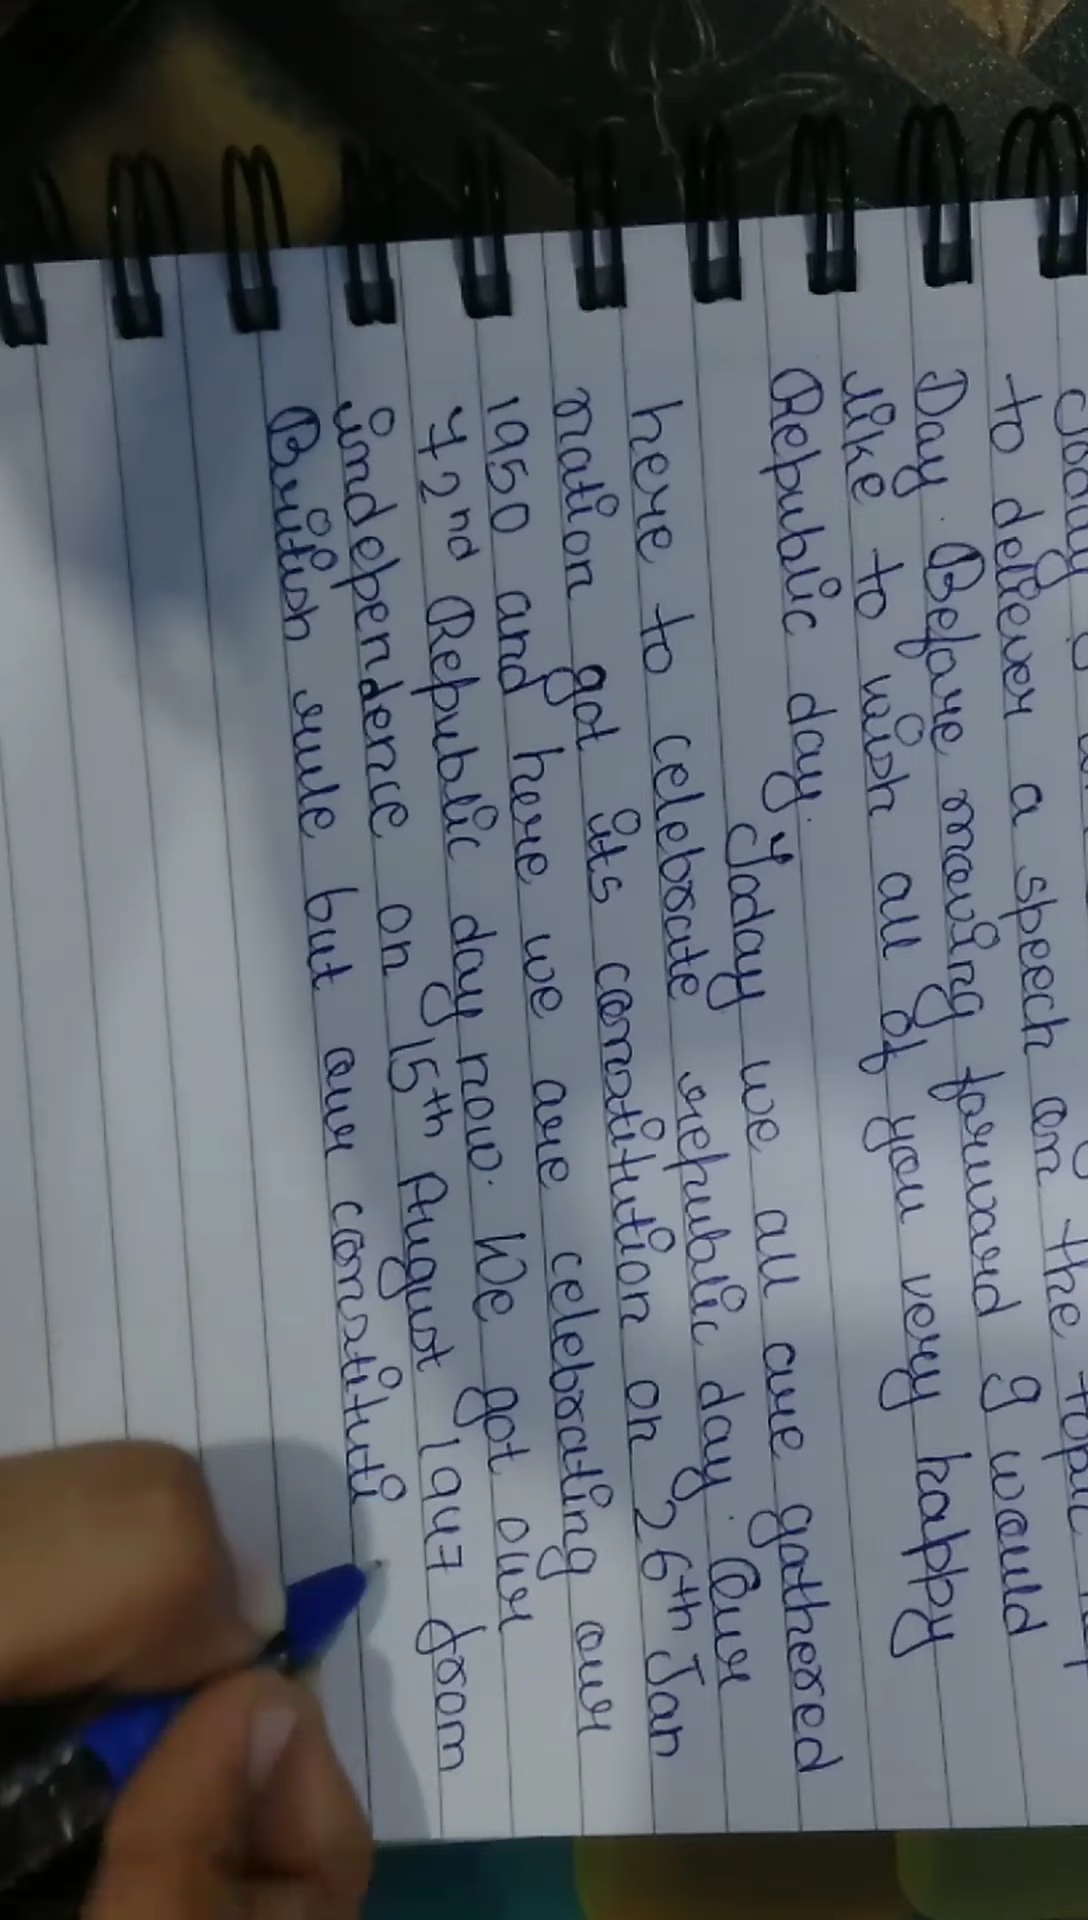 to deliever a speech on the topic
Day. Before moving forward I would
like to wish all of you very happy
Republic day.
Today we all are gathered
here to celebrate republic day. Our
nation got its constitution on 26th Jan
1950 and here we are celebrating our
72nd Republic day now. We got our
independence on 15th August 1947 from
British rule but our constituti